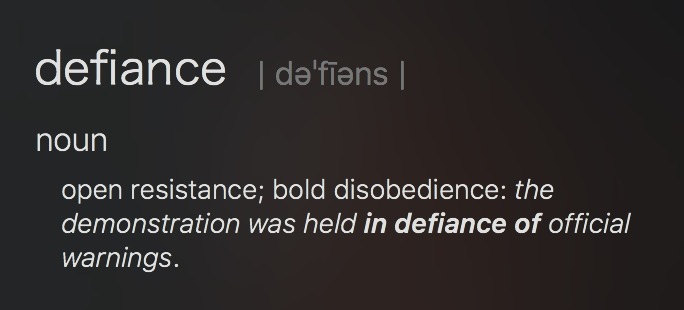 defiance | dəˈfīəns |
noun
open resistance; bold disobedience: the
demonstration was held in defiance of official
warnings.